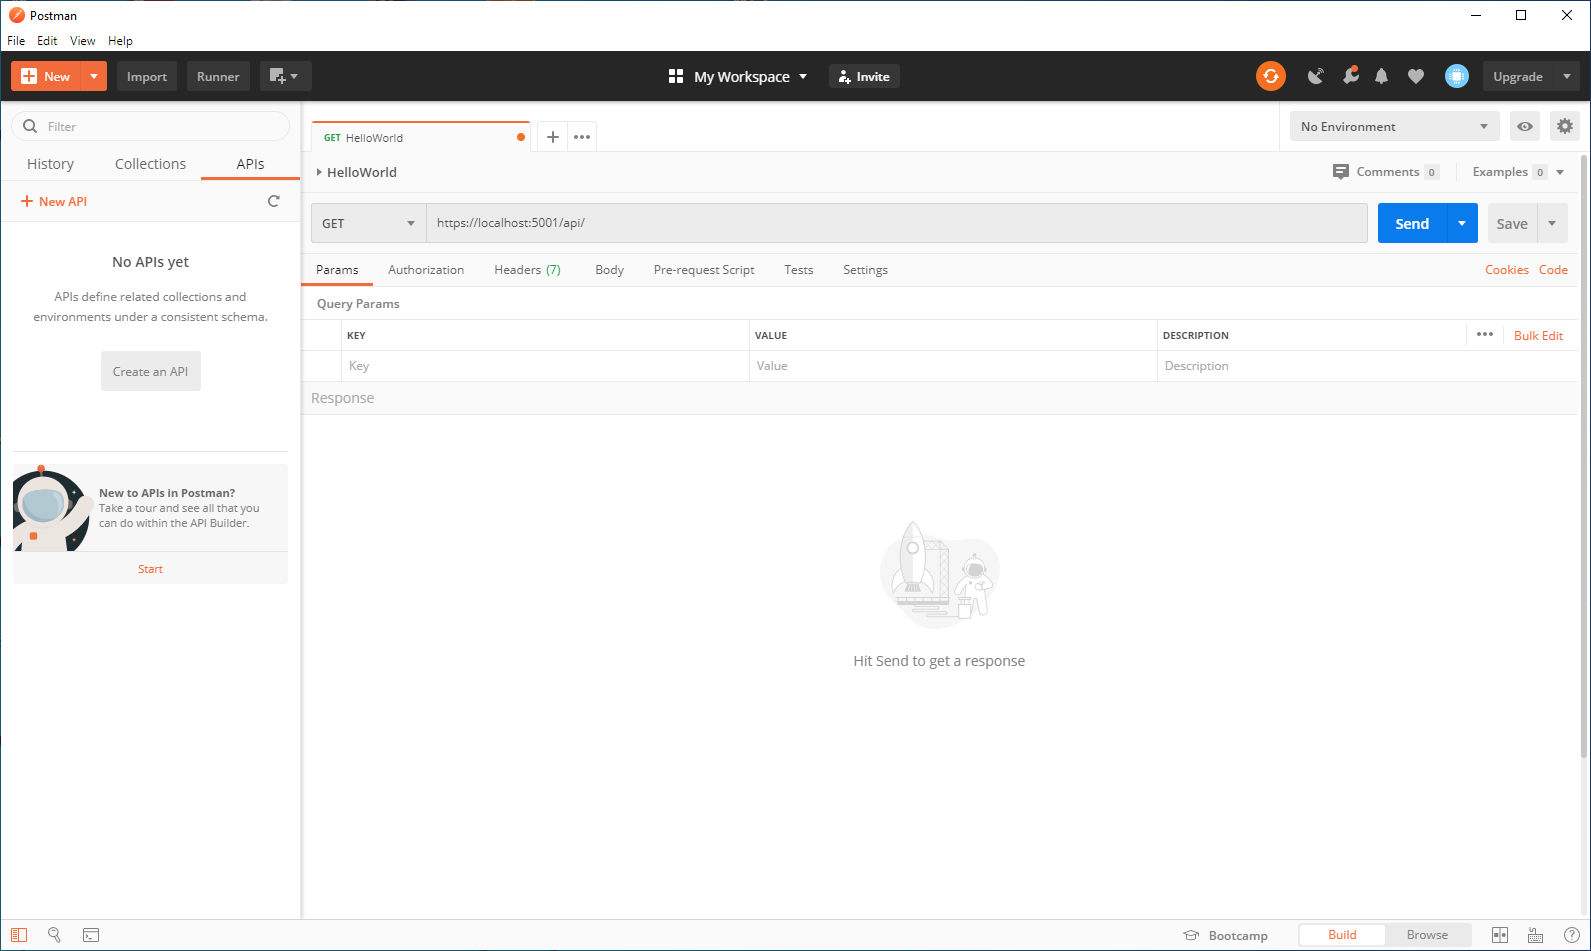 Postman
File Edit View Help
New Import Runner My Workspace Invite Upgrade
Filter
History Collections APIs
New API
No APIs yet
APIs define related collections and
environments under a consistent schema.
Create an API
New to APIs in Postman?
Take a tour and see all that you
can do within the API Builder.
Start
GET HelloWorld
No Environment
HelloWorld
Comments 0 Examples 0
GET https://localhost:5001/api/ Send Save
Params Authorization Headers (7) Body Pre-request Script Tests Settings Cookies Code
Query Params
KEY VALUE DESCRIPTION Bulk Edit
Key Value Description
Response
Hit Send to get a response
Bootcamp Build Browse